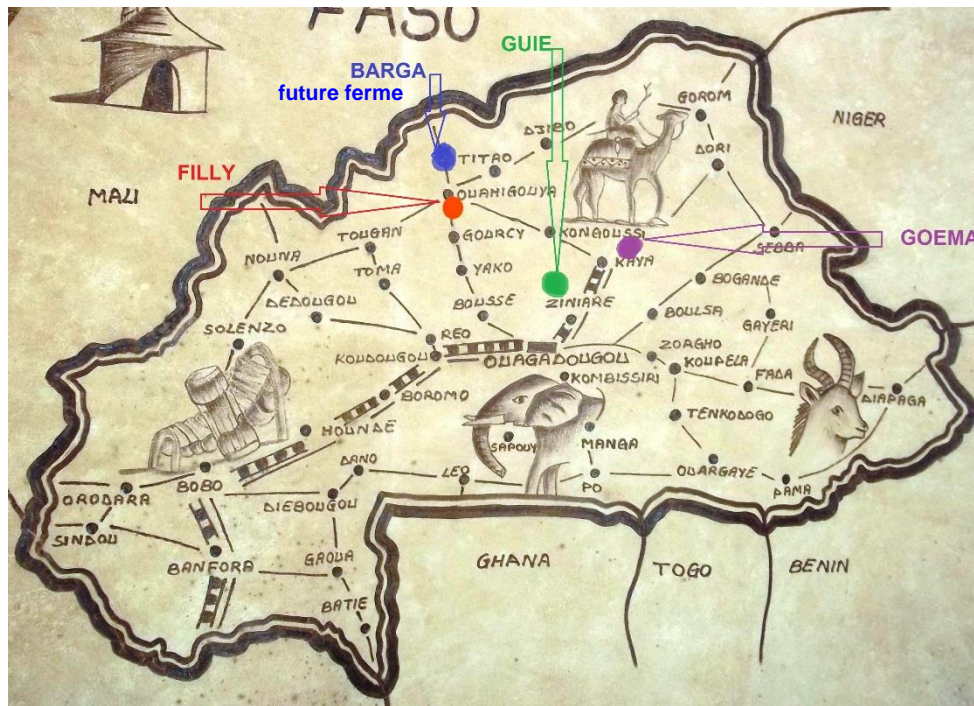 FASO
GUIE
BARGA
future ferme
GOROM
NIGER
DJIBO
TITAO
DORI
FILLY
MALI
OUAHIGOUYA
TOUGAN
GOURCY
KONGOUSSI
SEBBA
GOEMA
NOUNA
TOMA
YAKO
KAYA
BOGANDE
DEDOUGOU
BOUSSE
ZINIARE
BOULSA
GAYERI
SOLENZO
REO
ZORGHO
KOUDOUGOU
OUAGADOUGOU
KOUPELA
KOMBISSIRI
FADA
DIAPAGA
BOROMO
TENKODOGO
HOUNDE
SAPOUY
MANGA
DANO
LEO
PO
OUARGAYE
PAMA
ORODARA
BOBO
DIEBOUGOU
SINDOU
BANFORA
GAOUA
GHANA
TOGO
BENIN
BATIE